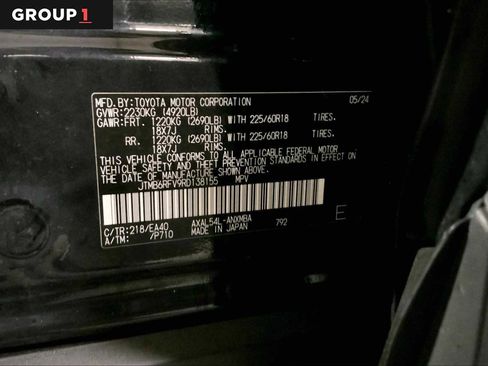 GROUP 1
MFD.BY:TOYOTA MOTOR CORPORATION 05/24
GVWR:2230KG (4920LB)
GAWR:FRT. 1220KG (2690LB) WITH 225/60R18 TIRES.
18X7J RIMS.
RR. 1220KG (2690LB) WITH 225/60R18 TIRES.
18X7J RIMS.
THIS VEHICLE CONFORMS TO ALL APPLICABLE FEDERAL MOTOR
VEHICLE SAFETY AND THEFT PREVENTION STANDARDS IN EFFECT
ON THE DATE OF MANUFACTURE SHOWN ABOVE.
JTMB6RFV9RD138155 MPV
C/TR:218/EA40 AXAL54L-ANXMBA 792
A/TM: /P710 MADE IN JAPAN
E